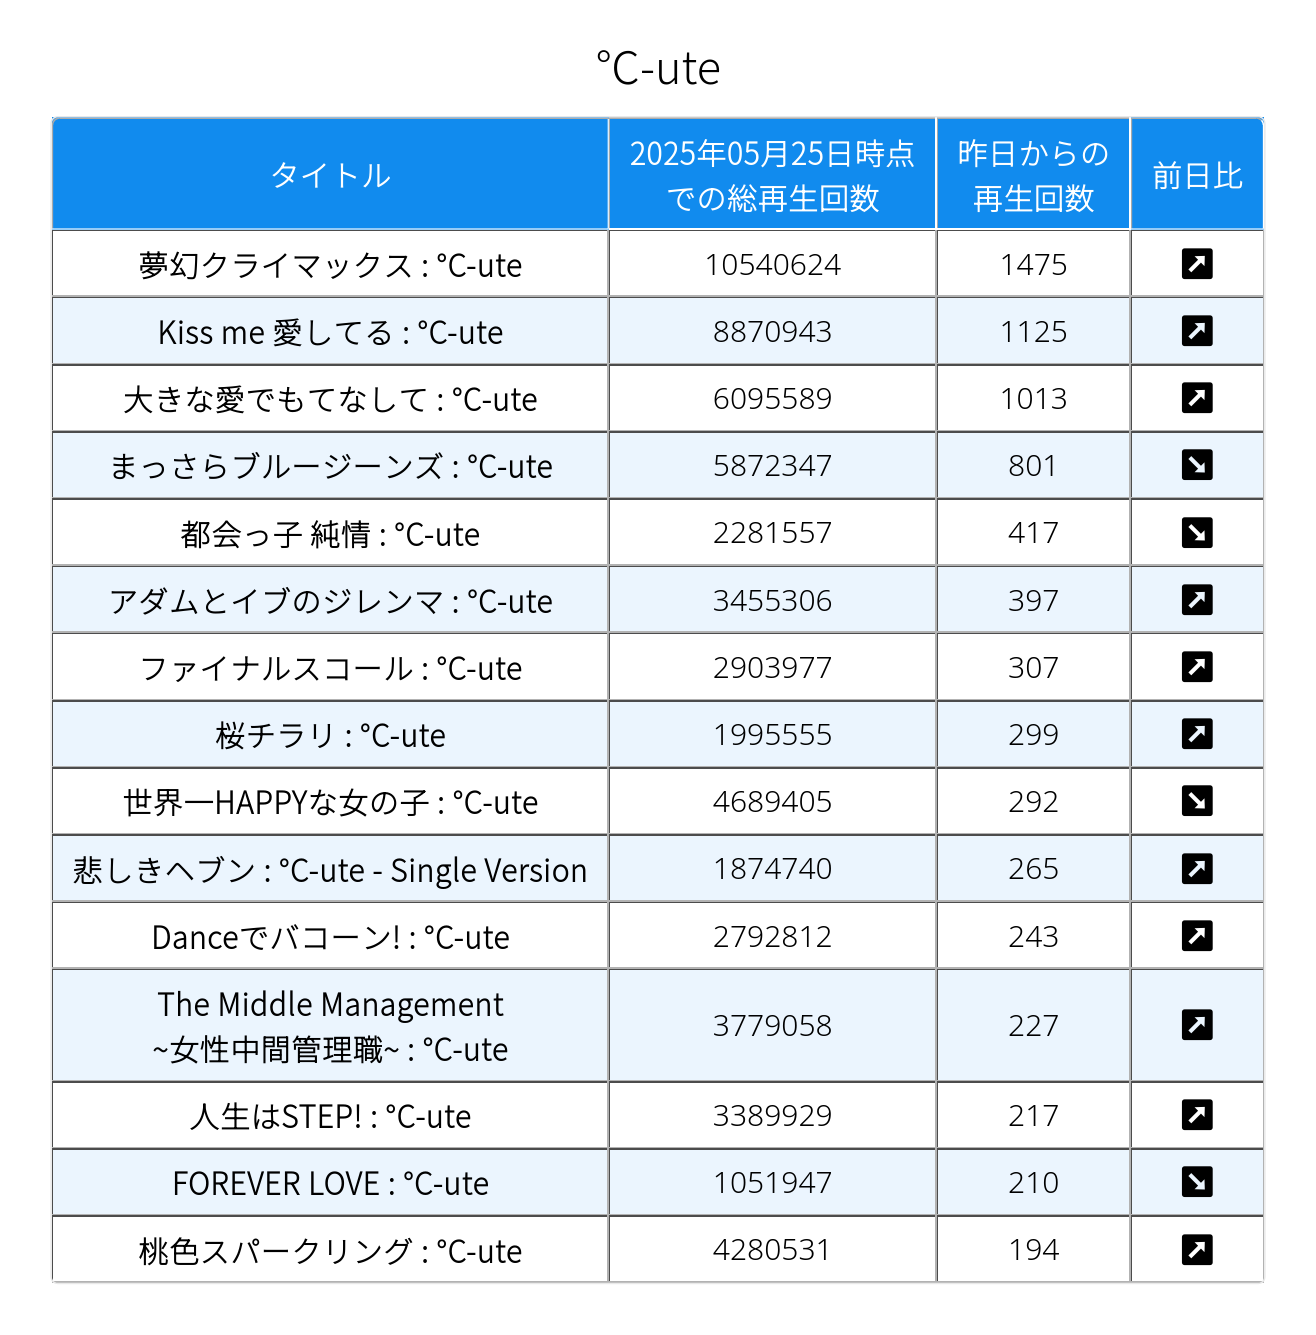 ℃-ute
タイトル
2025年05月25日時点
での総再生回数
昨日からの
再生回数
前日比
夢幻クライマックス : ℃-ute 10540624 1475
Kiss me 愛してる : ℃-ute 8870943 1125
大きな愛でもてなして : ℃-ute 6095589 1013
まっさらブルージーンズ : ℃-ute 5872347 801
都会っ子 純情 : ℃-ute 2281557 417
アダムとイブのジレンマ : ℃-ute 3455306 397
ファイナルスコール : ℃-ute 2903977 307
桜チラリ : ℃-ute 1995555 299
世界一HAPPYな女の子 : ℃-ute 4689405 292
悲しきヘブン : ℃-ute - Single Version 1874740 265
Danceでバコーン! : ℃-ute 2792812 243
The Middle Management
~女性中間管理職~ : ℃-ute 3779058 227
人生はSTEP! : ℃-ute 3389929 217
FOREVER LOVE : ℃-ute 1051947 210
桃色スパークリング : ℃-ute 4280531 194